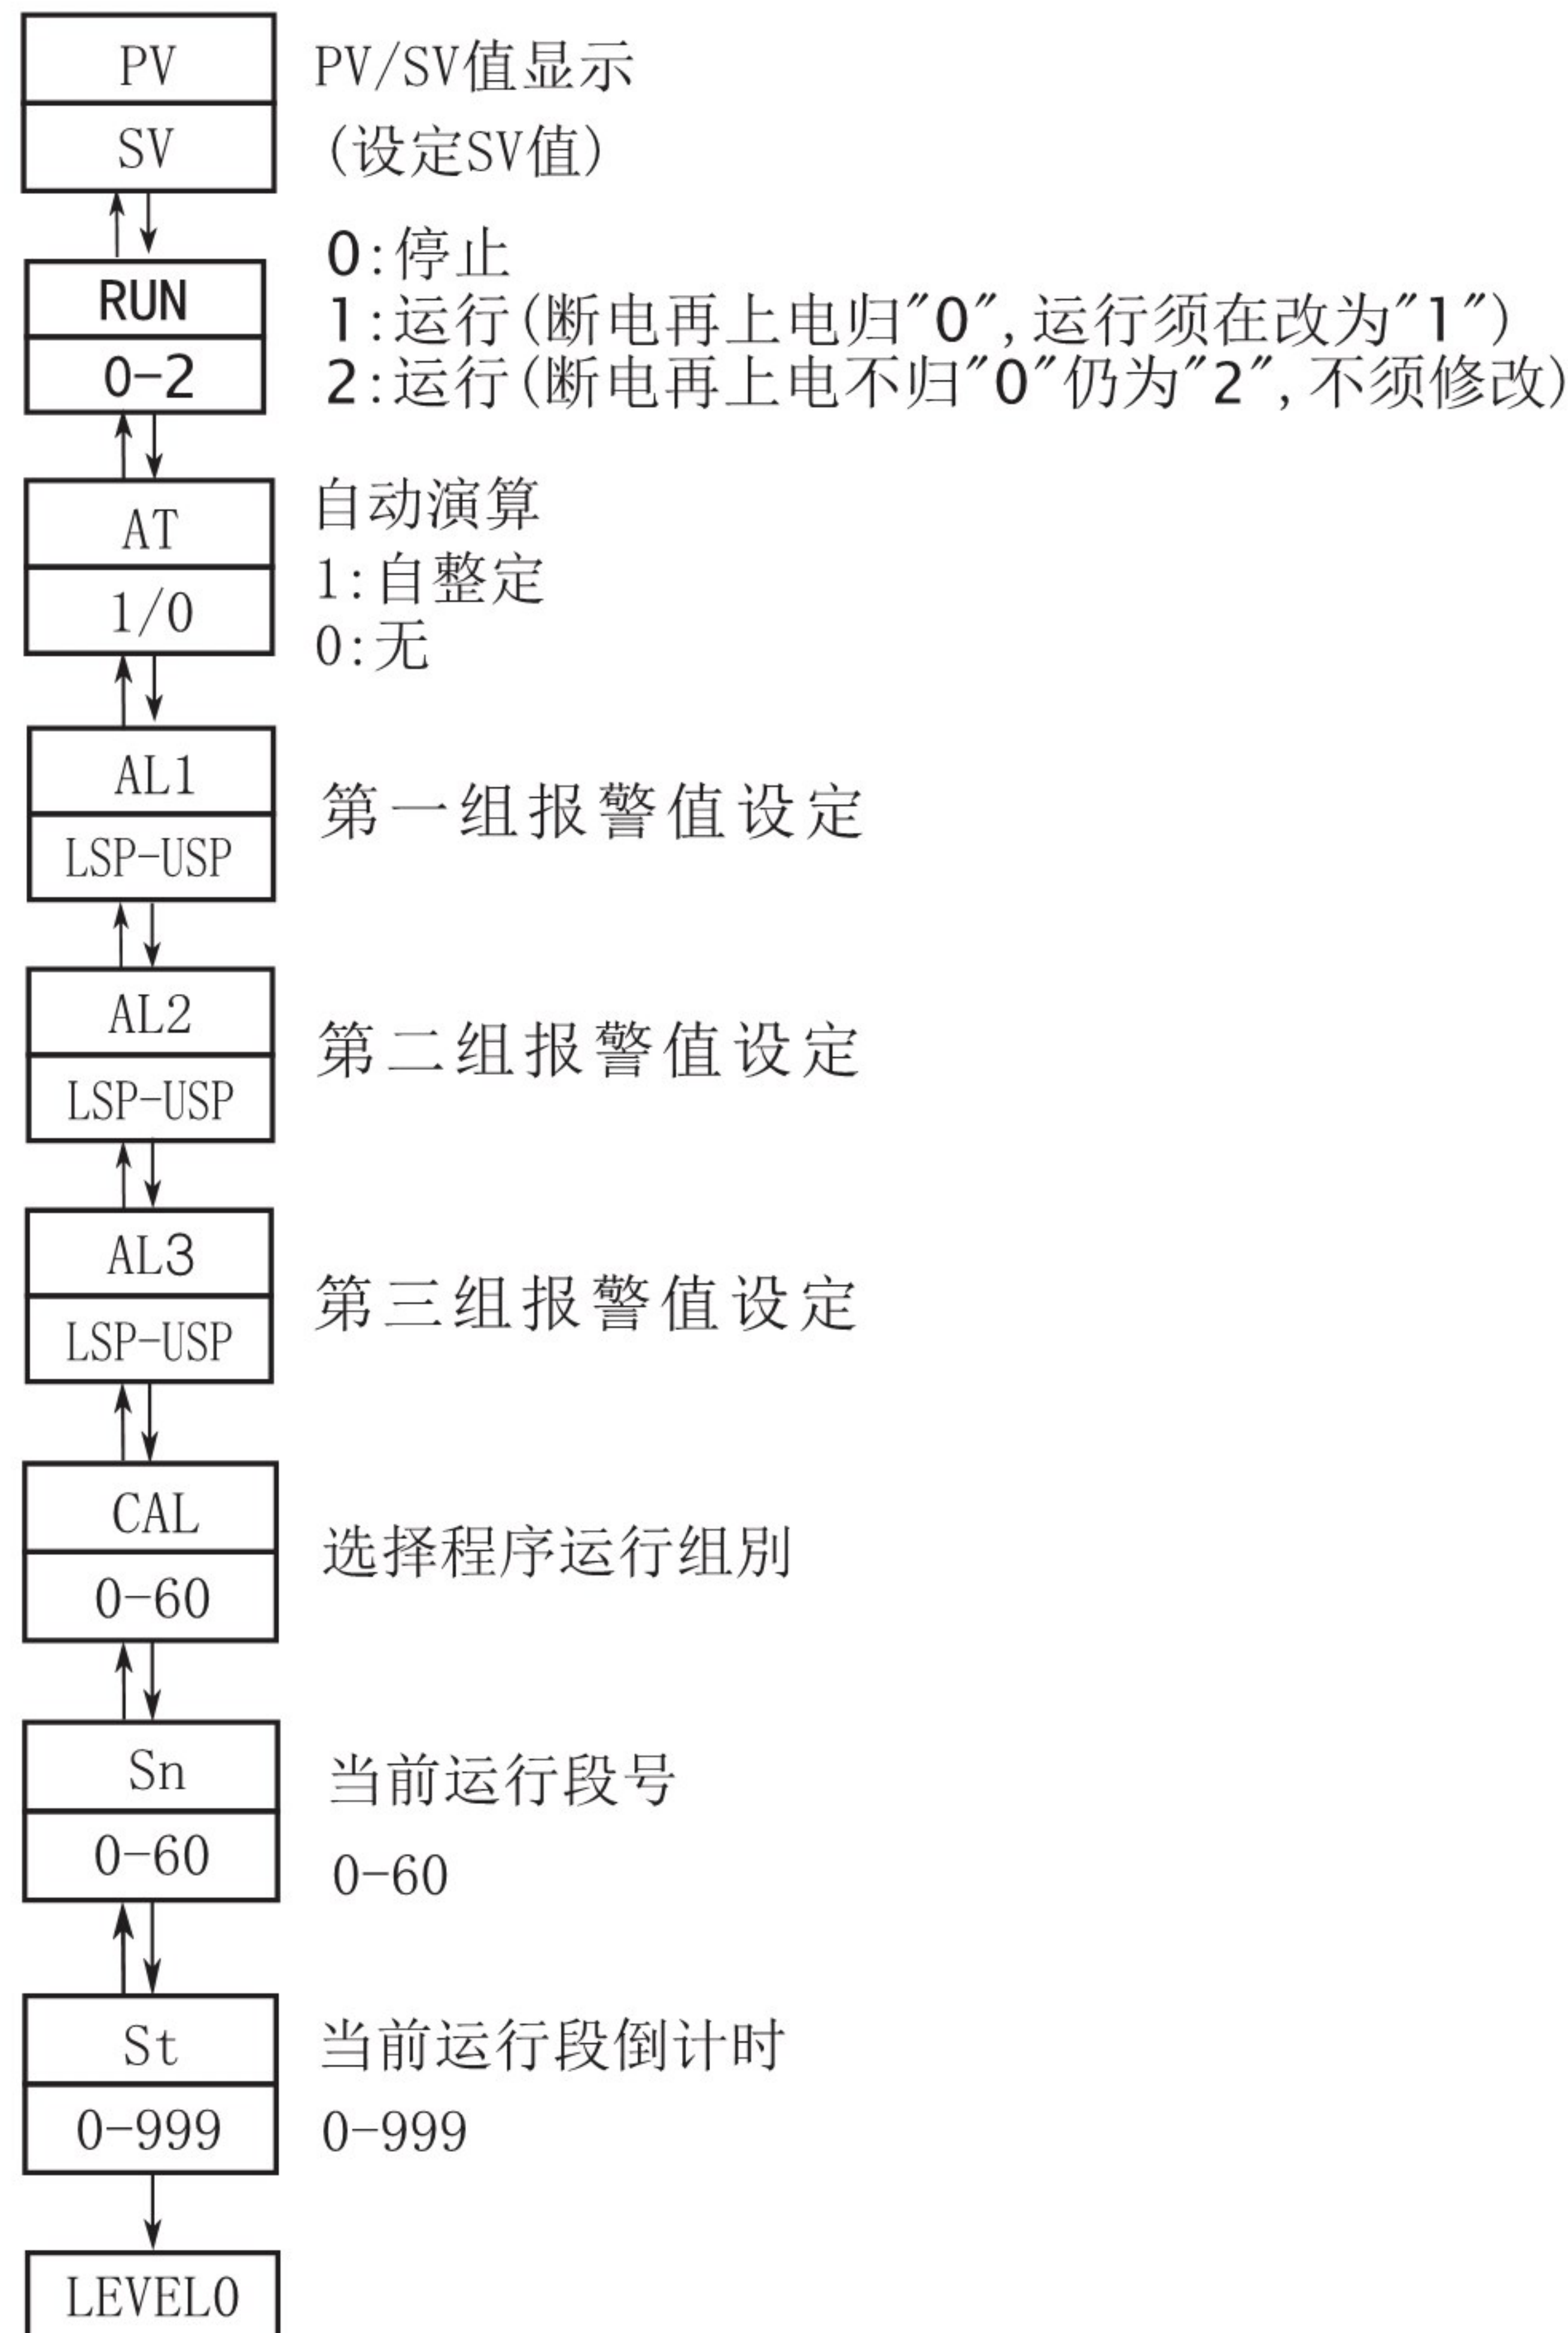 PV
PV/SV值显示
SV
(设定SV值)
0:停止
RUN
1:运行(断电再上电归"0",运行须在改为"1")
0-2
2:运行(断电再上电不归"0"仍为"2",不须修改)
自动演算
AT
1:自整定
1/0
0:无
AL1
第一组报警值设定
LSP-USP
AL2
第二组报警值设定
LSP-USP
AL3
第三组报警值设定
LSP-USP
CAL
选择程序运行组别
0-60
Sn
当前运行段号
0-60
0-60
St
当前运行段倒计时
0-999
0-999
LEVEL0